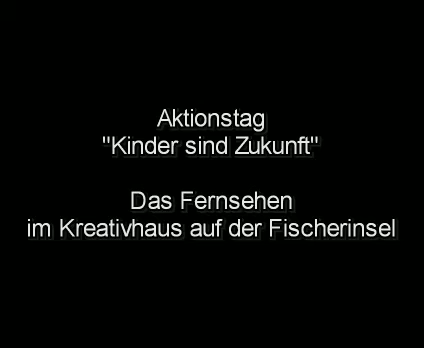 Aktionstag
"Kinder sind Zukunft"
Das Fernsehen
im Kreativhaus auf der Fischerinsel